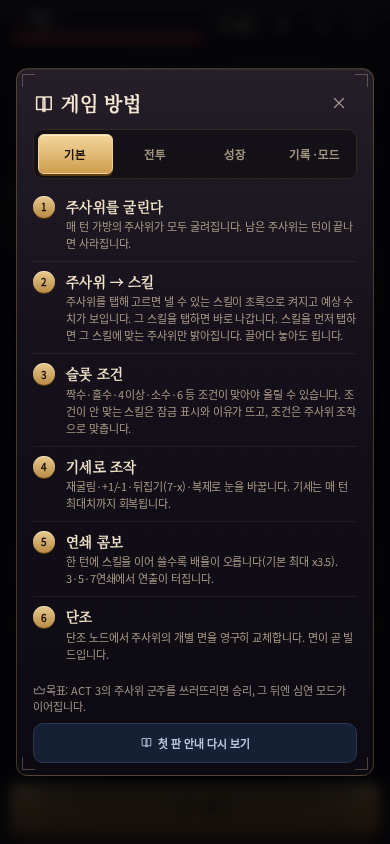 게임 방법
기본 전투 성장 기록·모드
1 주사위를 굴린다
매 턴 가방의 주사위가 모두 굴려집니다. 남은 주사위는 턴이 끝나
면 사라집니다.
2 주사위 → 스킬
주사위를 탭해 고르면 낼 수 있는 스킬이 초록으로 켜지고 예상 수
치가 보입니다. 그 스킬을 탭하면 바로 나갑니다. 스킬을 먼저 탭하
면 그 스킬에 맞는 주사위만 밝아집니다. 끌어다 놓아도 됩니다.
3 슬롯 조건
짝수·홀수·4이상·소수·6 등 조건이 맞아야 올릴 수 있습니다. 조
건이 안 맞는 스킬은 잠금 표시와 이유가 뜨고, 조건은 주사위 조작
으로 맞춥니다.
4 기세로 조작
재굴림·+1/-1·뒤집기(7-x)·복제로 눈을 바꿉니다. 기세는 매 턴
최대치까지 회복됩니다.
5 연쇄 콤보
한 턴에 스킬을 이어 쓸수록 배율이 오릅니다(기본 최대 x3.5).
3·5·7연쇄에서 연출이 터집니다.
6 단조
단조 노드에서 주사위의 개별 면을 영구히 교체합니다. 면이 곧 빌
드입니다.
목표: ACT 3의 주사위 군주를 쓰러뜨리면 승리, 그 뒤엔 심연 모드가
이어집니다.
첫 판 안내 다시 보기